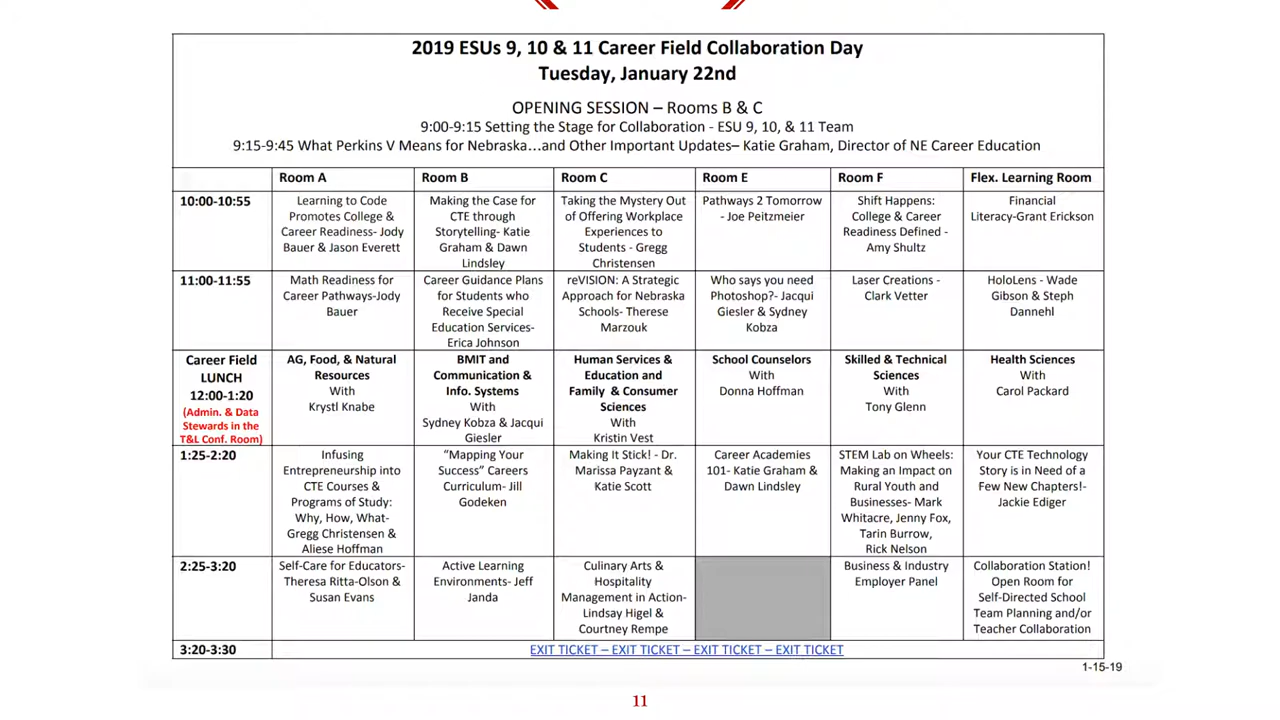 2019 ESUs 9, 10 & 11 Career Field Collaboration Day
Tuesday, January 22nd
OPENING SESSION – Rooms B & C
9:00-9:15 Setting the Stage for Collaboration - ESU 9, 10, & 11 Team
9:15-9:45 What Perkins V Means for Nebraska…and Other Important Updates– Katie Graham, Director of NE Career Education
Room A
Room B
Room C
Room E
Room F
Flex. Learning Room
10:00-10:55
Learning to Code
Promotes College &
Career Readiness- Jody
Bauer & Jason Everett
Making the Case for
CTE through
Storytelling- Katie
Graham & Dawn
Lindsley
Taking the Mystery Out
of Offering Workplace
Experiences to
Students - Gregg
Christensen
Pathways 2 Tomorrow
- Joe Peitzmeier
Shift Happens:
College & Career
Readiness Defined -
Amy Shultz
Financial
Literacy-Grant Erickson
11:00-11:55
Math Readiness for
Career Pathways-Jody
Bauer
Career Guidance Plans
for Students who
Receive Special
Education Services-
Erica Johnson
reVISION: A Strategic
Approach for Nebraska
Schools- Therese
Marzouk
Who says you need
Photoshop?- Jacqui
Giesler & Sydney
Kobza
Laser Creations -
Clark Vetter
HoloLens - Wade
Gibson & Steph
Dannehl
Career Field
LUNCH
12:00-1:20
(Admin. & Data
Stewards in the
T&L Conf. Room)
AG, Food, & Natural
Resources
With
Krystl Knabe
BMIT and
Communication &
Info. Systems
With
Sydney Kobza & Jacqui
Giesler
Human Services &
Education and
Family & Consumer
Sciences
With
Kristin Vest
School Counselors
With
Donna Hoffman
Skilled & Technical
Sciences
With
Tony Glenn
Health Sciences
With
Carol Packard
1:25-2:20
Infusing
Entrepreneurship into
CTE Courses &
Programs of Study:
Why, How, What-
Gregg Christensen &
Aliese Hoffman
“Mapping Your
Success” Careers
Curriculum- Jill
Godeken
Making It Stick! - Dr.
Marissa Payzant &
Katie Scott
Career Academies
101- Katie Graham &
Dawn Lindsley
STEM Lab on Wheels:
Making an Impact on
Rural Youth and
Businesses- Mark
Whitacre, Jenny Fox,
Tarin Burrow,
Rick Nelson
Your CTE Technology
Story is in Need of a
Few New Chapters!-
Jackie Ediger
2:25-3:20
Self-Care for Educators-
Theresa Ritta-Olson &
Susan Evans
Active Learning
Environments- Jeff
Janda
Culinary Arts &
Hospitality
Management in Action-
Lindsay Higel &
Courtney Rempe
Business & Industry
Employer Panel
Collaboration Station!
Open Room for
Self-Directed School
Team Planning and/or
Teacher Collaboration
3:20-3:30
EXIT TICKET – EXIT TICKET – EXIT TICKET – EXIT TICKET
1-15-19
11